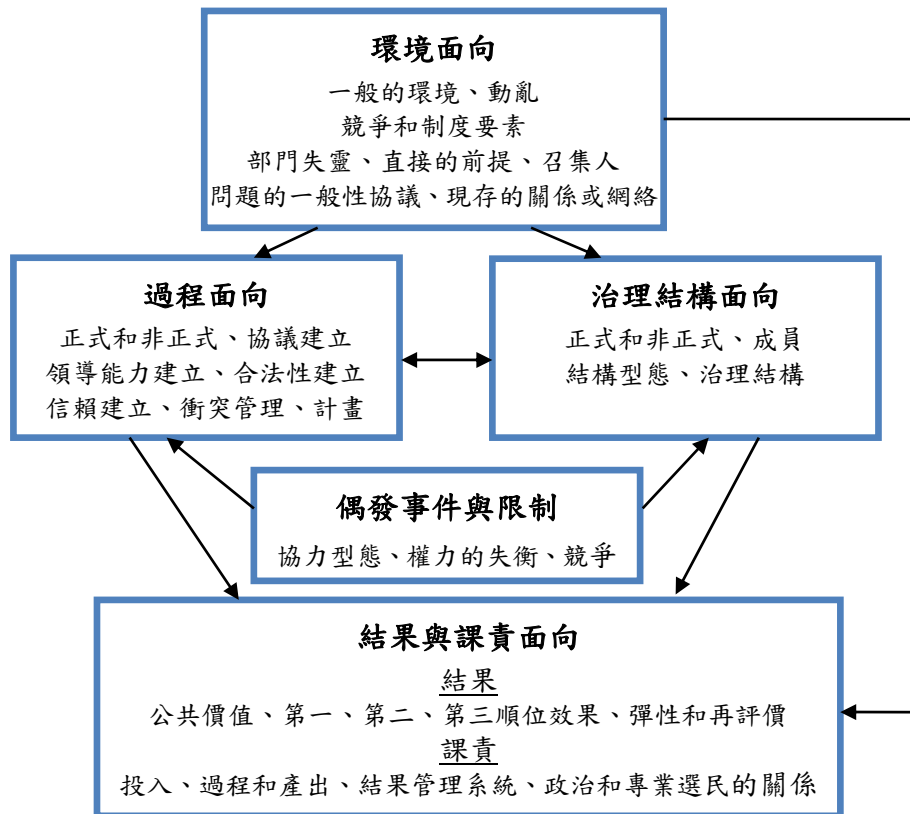 環境面向
一般的環境、動亂
競爭和制度要素
部門失靈、直接的前提、召集人
問題的一般性協議、現存的關係或網絡
過程面向
正式和非正式、協議建立
領導能力建立、合法性建立
信賴建立、衝突管理、計畫
治理結構面向
正式和非正式、成員
結構型態、治理結構
偶發事件與限制
協力型態、權力的失衡、競爭
結果與課責面向
結果
公共價值、第一、第二、第三順位效果、彈性和再評價
課責
投入、過程和產出、結果管理系統、政治和專業選民的關係